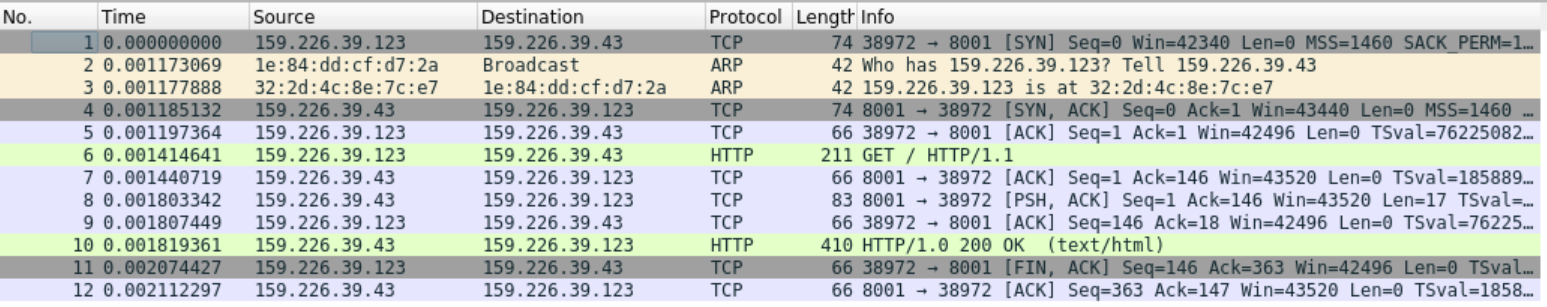 No. Time Source Destination Protocol Length Info
1 0.000000000 159.226.39.123 159.226.39.43 TCP 74 38972 → 8001 [SYN] Seq=0 Win=42340 Len=0 MSS=1460 SACK_PERM=1…
2 0.001173069 1e:84:dd:cf:d7:2a Broadcast ARP 42 Who has 159.226.39.123? Tell 159.226.39.43
3 0.001177888 32:2d:4c:8e:7c:e7 1e:84:dd:cf:d7:2a ARP 42 159.226.39.123 is at 32:2d:4c:8e:7c:e7
4 0.001185132 159.226.39.43 159.226.39.123 TCP 74 8001 → 38972 [SYN, ACK] Seq=0 Ack=1 Win=43440 Len=0 MSS=1460 …
5 0.001197364 159.226.39.123 159.226.39.43 TCP 66 38972 → 8001 [ACK] Seq=1 Ack=1 Win=42496 Len=0 TSval=76225082…
6 0.001414641 159.226.39.123 159.226.39.43 HTTP 211 GET / HTTP/1.1
7 0.001440719 159.226.39.43 159.226.39.123 TCP 66 8001 → 38972 [ACK] Seq=1 Ack=146 Win=43520 Len=0 TSval=185889…
8 0.001803342 159.226.39.43 159.226.39.123 TCP 83 8001 → 38972 [PSH, ACK] Seq=1 Ack=146 Win=43520 Len=17 TSval=…
9 0.001807449 159.226.39.123 159.226.39.43 TCP 66 38972 → 8001 [ACK] Seq=146 Ack=18 Win=42496 Len=0 TSval=76225…
10 0.001819361 159.226.39.43 159.226.39.123 HTTP 410 HTTP/1.0 200 OK (text/html)
11 0.002074427 159.226.39.123 159.226.39.43 TCP 66 38972 → 8001 [FIN, ACK] Seq=146 Ack=363 Win=42496 Len=0 TSval…
12 0.002112297 159.226.39.43 159.226.39.123 TCP 66 8001 → 38972 [ACK] Seq=363 Ack=147 Win=43520 Len=0 TSval=1858…